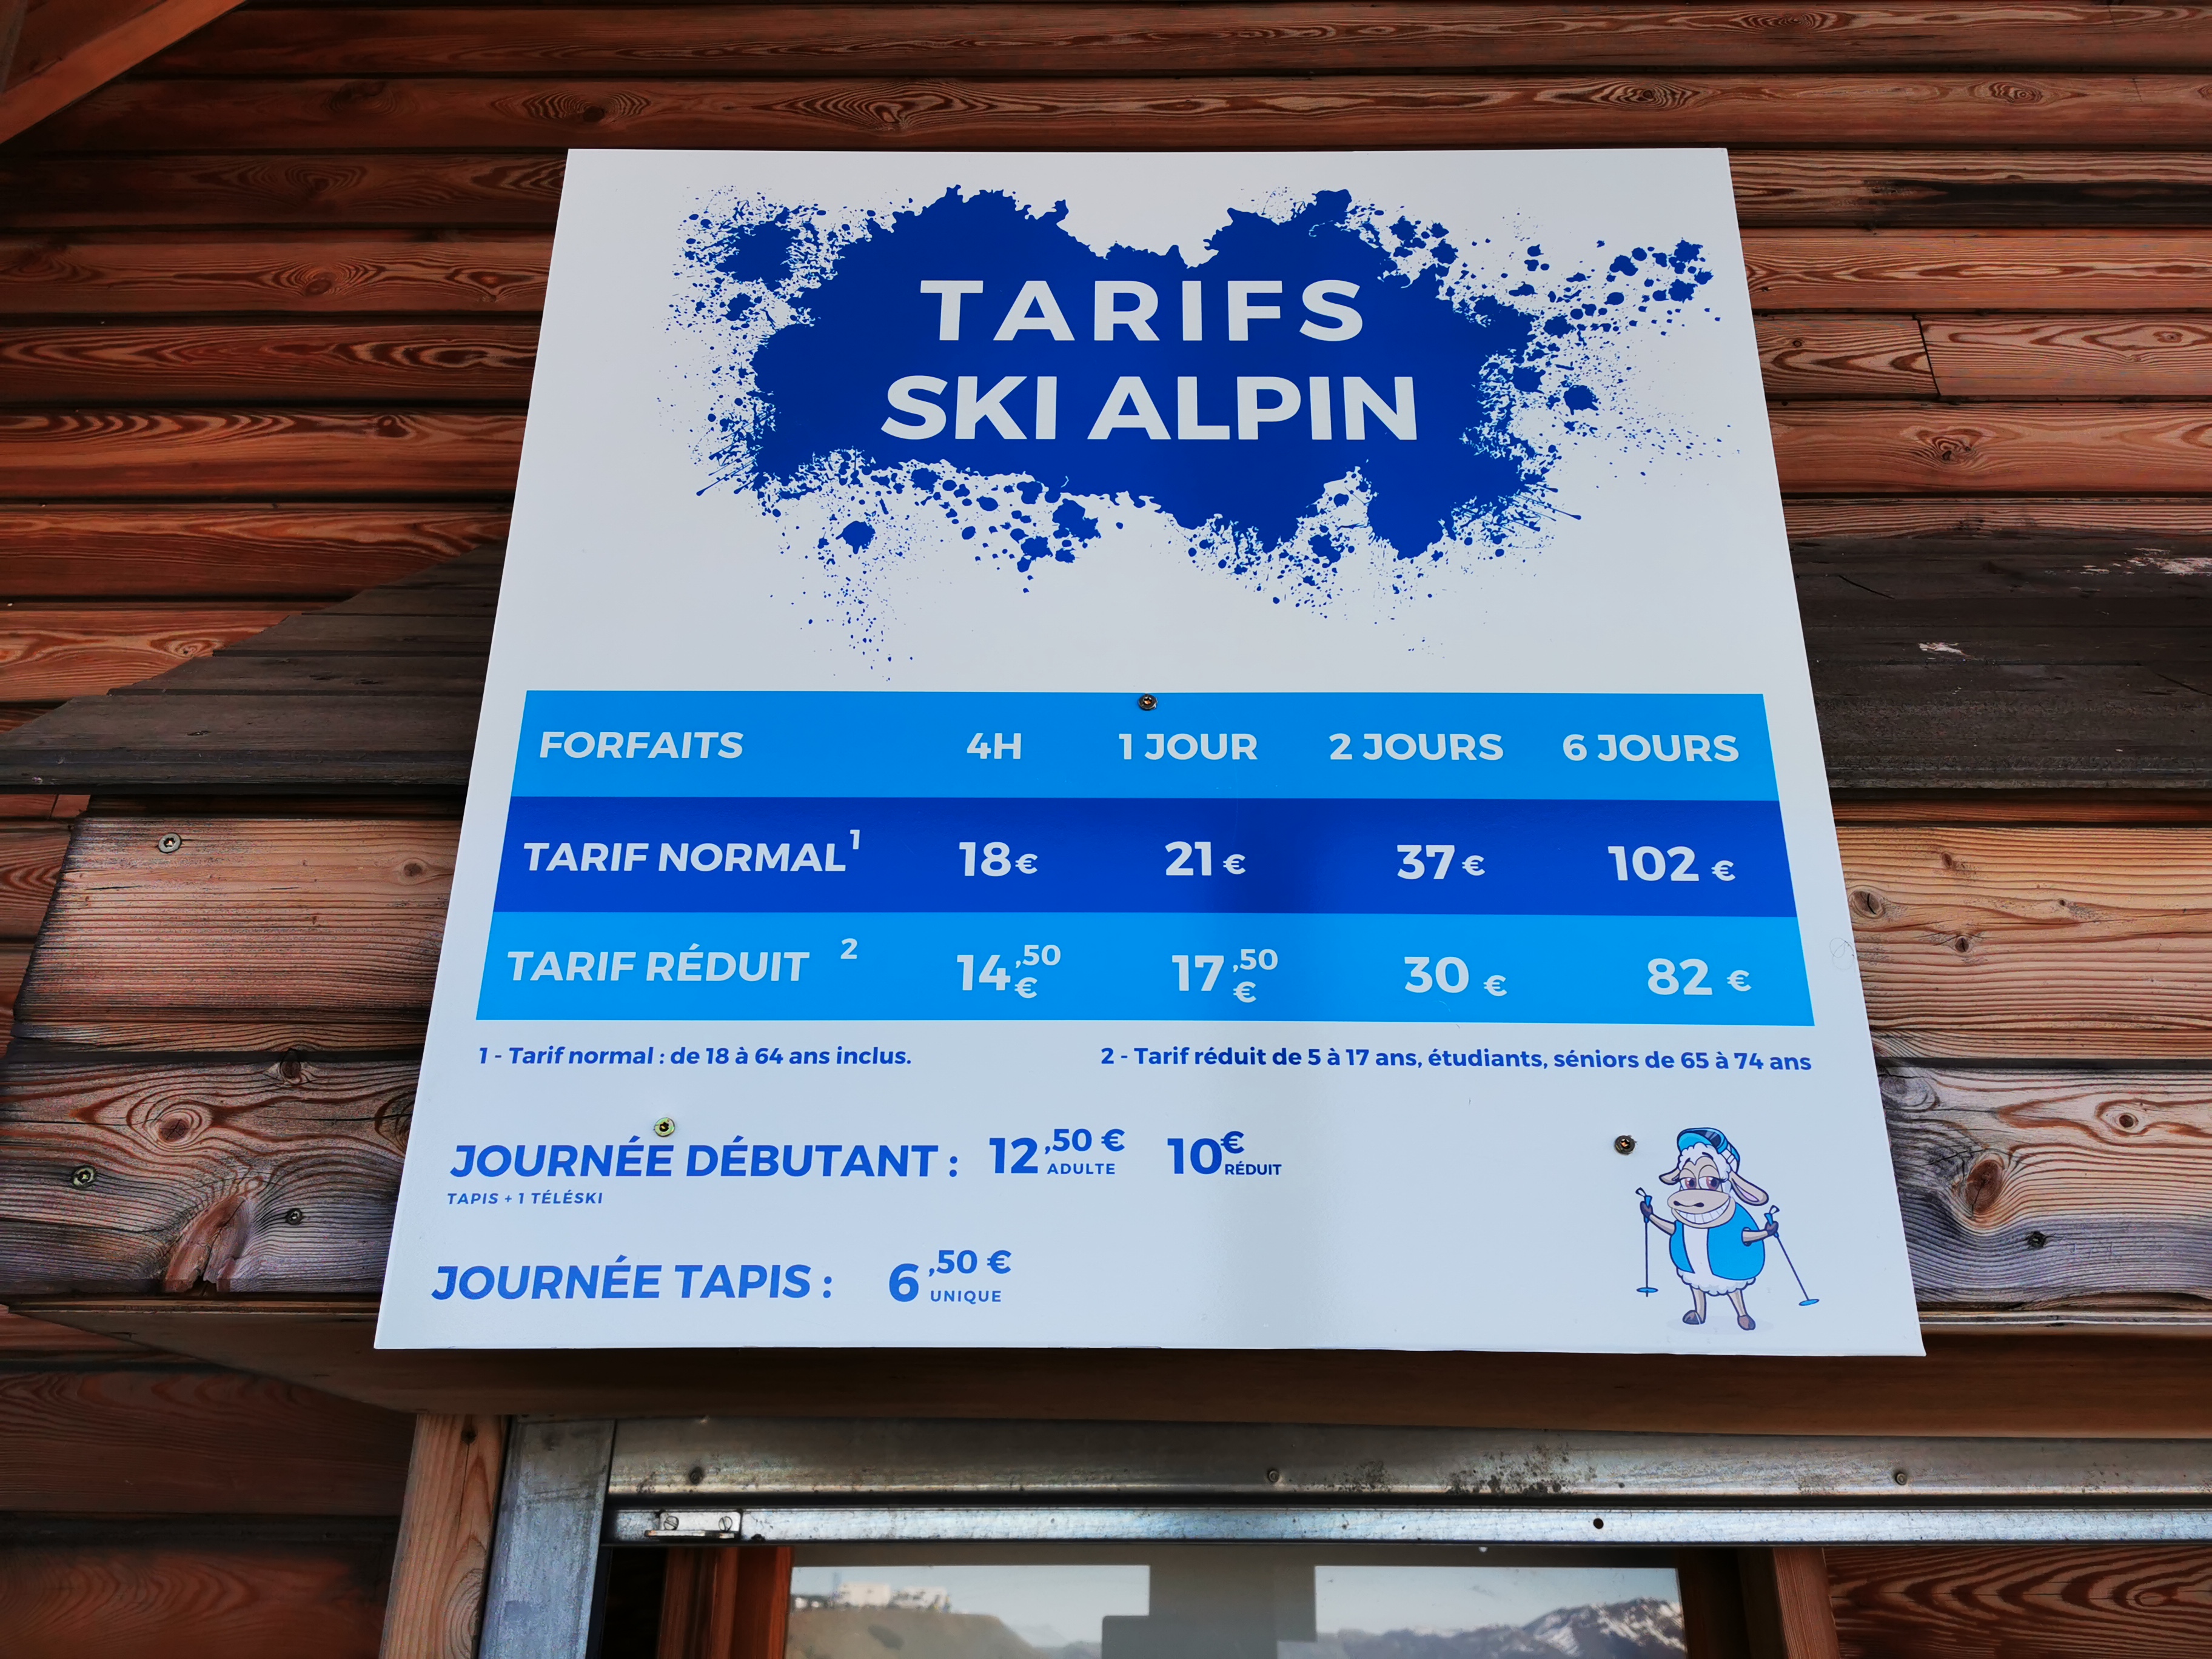 TARIFS
SKI ALPIN
FORFAITS 4H 1 JOUR 2 JOURS 6 JOURS
TARIF NORMAL¹ 18€ 21€ 37€ 102 €
TARIF RÉDUIT ² 14,50 € 17,50 € 30 € 82 €
1 - Tarif normal : de 18 à 64 ans inclus. 2 - Tarif réduit de 5 à 17 ans, étudiants, séniors de 65 à 74 ans
JOURNÉE DÉBUTANT : 12,50 € ADULTE 10€ RÉDUIT
TAPIS + 1 TÉLÉSKI
JOURNÉE TAPIS : 6,50 € UNIQUE